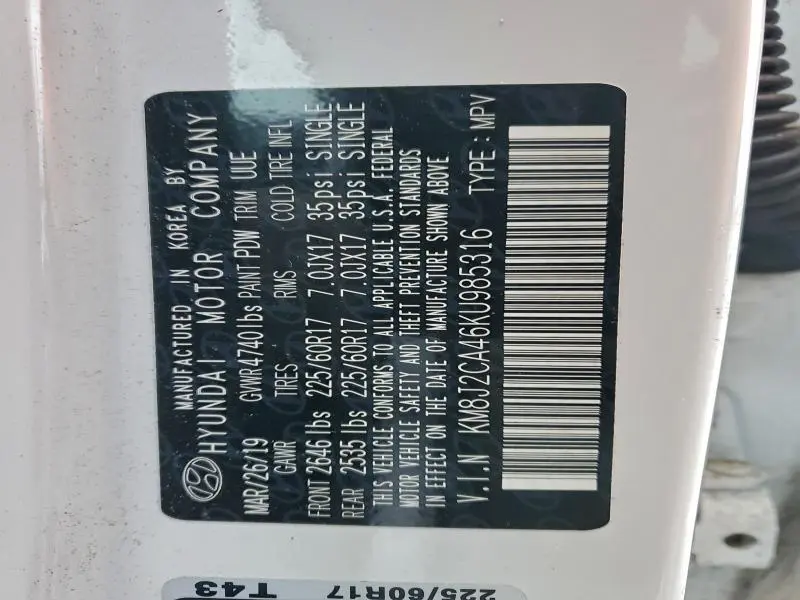 MANUFACTURED IN KOREA BY
HYUNDAI MOTOR COMPANY
MAR/26/19 GVWR 4740 lbs PAINT PDW TRIM UUE
GAWR TIRES RIMS COLD TIRE INFL
FRONT 2646 lbs 225/60R17 7.0JX17 35psi SINGLE
REAR 2535 lbs 225/60R17 7.0JX17 35psi SINGLE
THIS VEHICLE CONFORMS TO ALL APPLICABLE U.S.A. FEDERAL
MOTOR VEHICLE SAFETY AND THEFT PREVENTION STANDARDS
IN EFFECT ON THE DATE OF MANUFACTURE SHOWN ABOVE
V.I.N KM8J2CA46KU985316 TYPE : MPV
T43
225/60R17